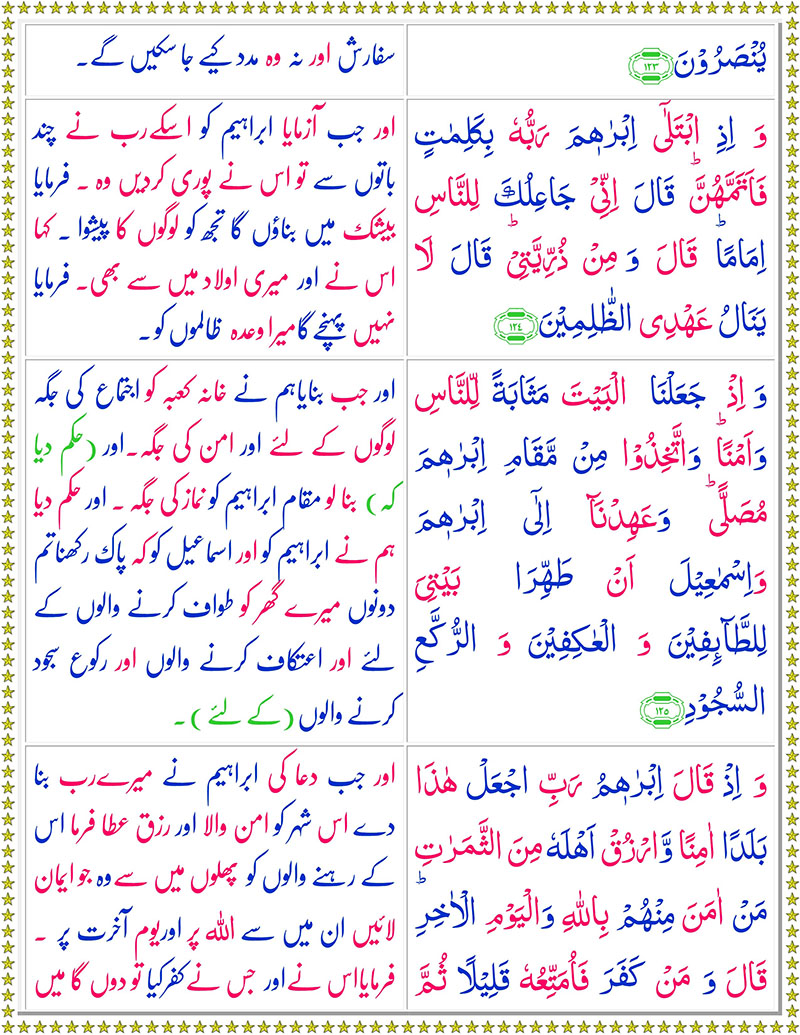 یُنْصَرُوْنَ ﴿۱۲۳﴾
سفارش اور نہ وہ مدد کیے جا سکیں گے۔
وَ اِذِ ابْتَلٰۤی اِبْرٰهٖمَ رَبُّهٗ بِكَلِمٰتٍ
فَاَتَمَّهُنَّ ؕ قَالَ اِنِّیْ جَاعِلُكَ لِلنَّاسِ
اِمَامًا ؕ قَالَ وَ مِنْ ذُرِّیَّتِیْ ؕ قَالَ لَا
یَنَالُ عَهْدِی الظّٰلِمِیْنَ ﴿۱۲۴﴾
اور جب آزمایا ابراہیم کو اسکے رب نے چند
باتوں سے تو اس نے پوری کردیں وہ ۔ فرمایا
بیشک میں بناؤں گا تجھ کو لوگوں کا پیشوا ۔ کہا
اس نے اور میری اولاد میں سے بھی۔ فرمایا
نہیں پہنچے گا میرا وعدہ ظالموں کو۔
وَ اِذْ جَعَلْنَا الْبَیْتَ مَثَابَةً لِّلنَّاسِ
وَاَمْنًا ؕ وَاتَّخِذُوْا مِنْ مَّقَامِ اِبْرٰهٖمَ
مُصَلًّی ؕ وَعَهِدْنَاۤ اِلٰۤی اِبْرٰهٖمَ
وَاِسْمٰعِیْلَ اَنْ طَهِّرَا بَیْتِیَ
لِلطَّآىِٕفِیْنَ وَ الْعٰكِفِیْنَ وَ الرُّكَّعِ
السُّجُوْدِ ﴿۱۲۵﴾
اور جب بنایا ہم نے خانہ کعبہ کو اجتماع کی جگہ
لوگوں کے لئے اور امن کی جگہ۔ اور (حکم دیا
کہ) بنا لو مقام ابراہیم کو نماز کی جگہ ۔ اور حکم دیا
ہم نے ابراہیم کو اور اسماعیل کو کہ پاک رکھنا تم
دونوں میرے گھر کو طواف کرنے والوں کے
لئے اور اعتکاف کرنے والوں اور رکوع سجود
کرنے والوں (کے لئے)۔
وَ اِذْ قَالَ اِبْرٰهٖمُ رَبِّ اجْعَلْ هٰذَا
بَلَدًا اٰمِنًا وَّارْزُقْ اَهْلَهٗ مِنَ الثَّمَرٰتِ
مَنْ اٰمَنَ مِنْهُمْ بِاللّٰهِ وَالْیَوْمِ الْاٰخِرِ ؕ
قَالَ وَ مَنْ كَفَرَ فَاُمَتِّعُهٗ قَلِیْلًا ثُمَّ
اور جب دعا کی ابراہیم نے میرے رب بنا
دے اس شہر کو امن والا اور رزق عطا فرما اس
کے رہنے والوں کو پھلوں میں سے وہ جو ایمان
لائیں ان میں سے اللہ پر اور یوم آخرت پر ۔
فرمایا اس نے اور جس نے کفر کیا تو دوں گا میں